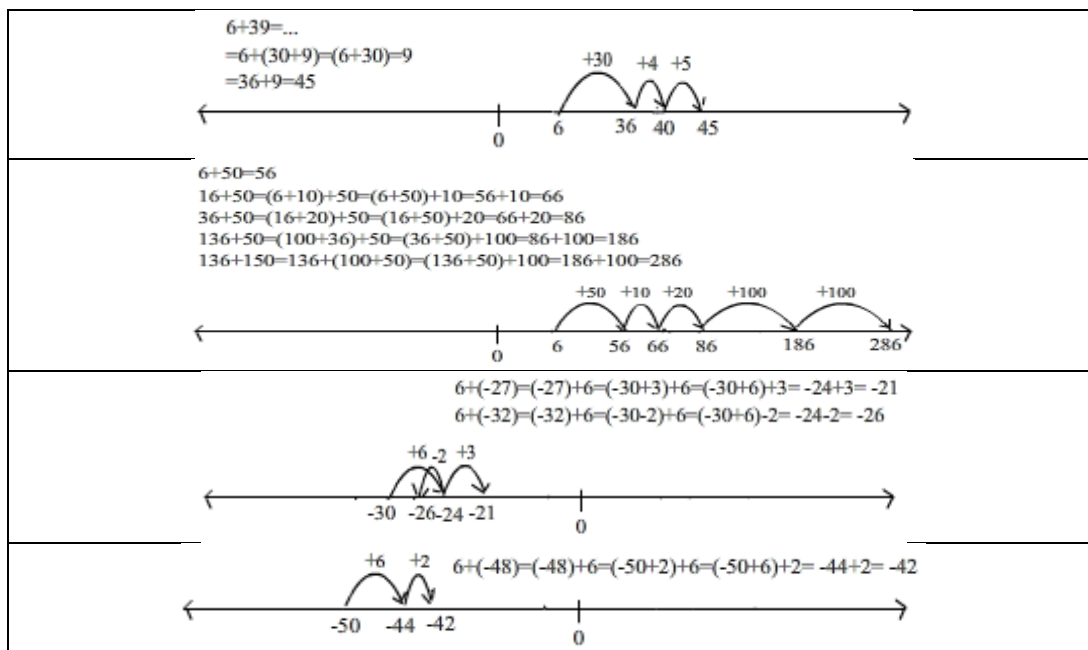 6+39=...
=6+(30+9)=(6+30)=9
=36+9=45
+30 +4 +5
0 6 36 40 45
6+50=56
16+50=(6+10)+50=(6+50)+10=56+10=66
36+50=(16+20)+50=(16+50)+20=66+20=86
136+50=(100+36)+50=(36+50)+100=86+100=186
136+150=136+(100+50)=(136+50)+100=186+100=286
+50 +10 +20 +100 +100
0 6 56 66 86 186 286
6+(-27)=(-27)+6=(-30+3)+6=(-30+6)+3= -24+3= -21
6+(-32)=(-32)+6=(-30-2)+6=(-30+6)-2= -24-2= -26
+6 -2 +3
-30 -26 -24 -21 0
+6 +2 6+(-48)=(-48)+6=(-50+2)+6=(-50+6)+2= -44+2= -42
-50 -44 -42 0